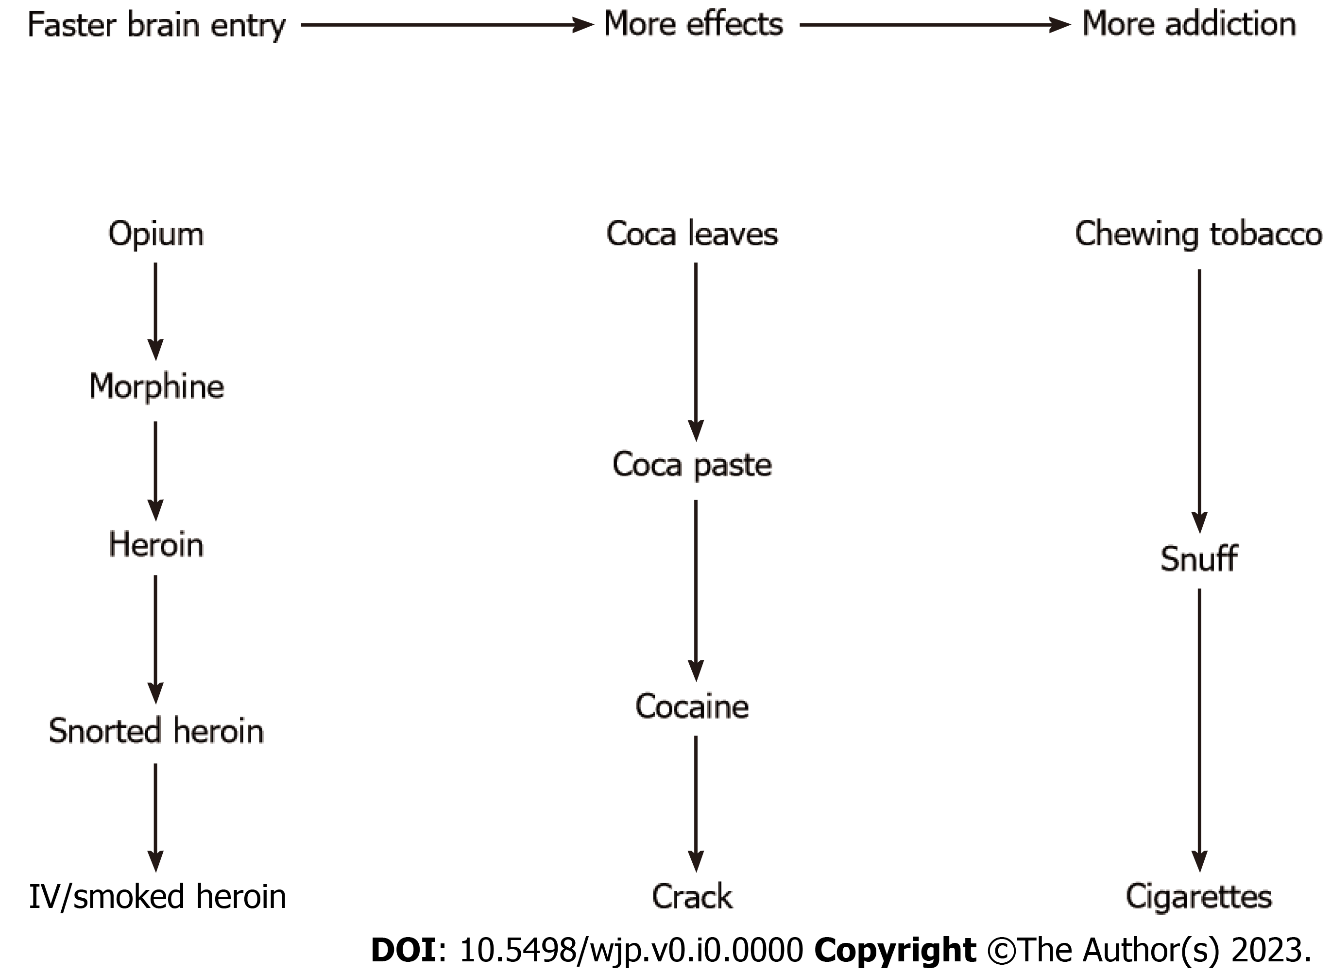 Faster brain entry More effects More addiction
Opium Coca leaves Chewing tobacco
Morphine
Coca paste
Heroin
Snuff
Cocaine
Snorted heroin
IV/smoked heroin Crack Cigarettes
DOI: 10.5498/wjp.v0.i0.0000 Copyright ©The Author(s) 2023.